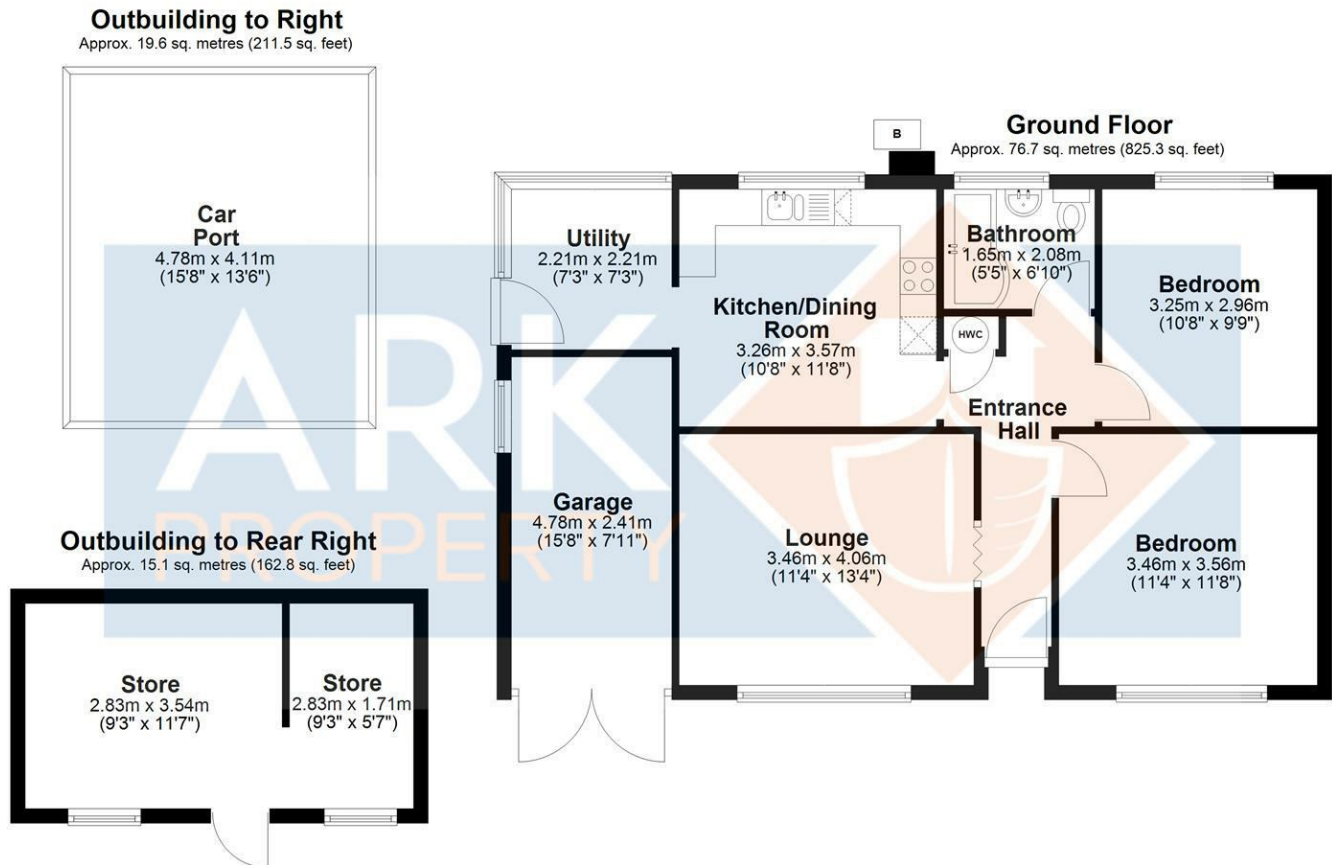 Outbuilding to Right
Approx. 19.6 sq. metres (211.5 sq. feet)
Car
Port
4.78m x 4.11m
(15'8" x 13'6")
Ground Floor
Approx. 76.7 sq. metres (825.3 sq. feet)
B
Utility
2.21m x 2.21m
(7'3" x 7'3")
Kitchen/Dining
Room
3.26m x 3.57m
(10'8" x 11'8")
Bathroom
1.65m x 2.08m
(5'5" x 6'10")
HWC
Bedroom
3.25m x 2.96m
(10'8" x 9'9")
Entrance
Hall
Garage
4.78m x 2.41m
(15'8" x 7'11")
Lounge
3.46m x 4.06m
(11'4" x 13'4")
Bedroom
3.46m x 3.56m
(11'4" x 11'8")
Outbuilding to Rear Right
Approx. 15.1 sq. metres (162.8 sq. feet)
Store
2.83m x 3.54m
(9'3" x 11'7")
Store
2.83m x 1.71m
(9'3" x 5'7")
ARK
PROPERTY